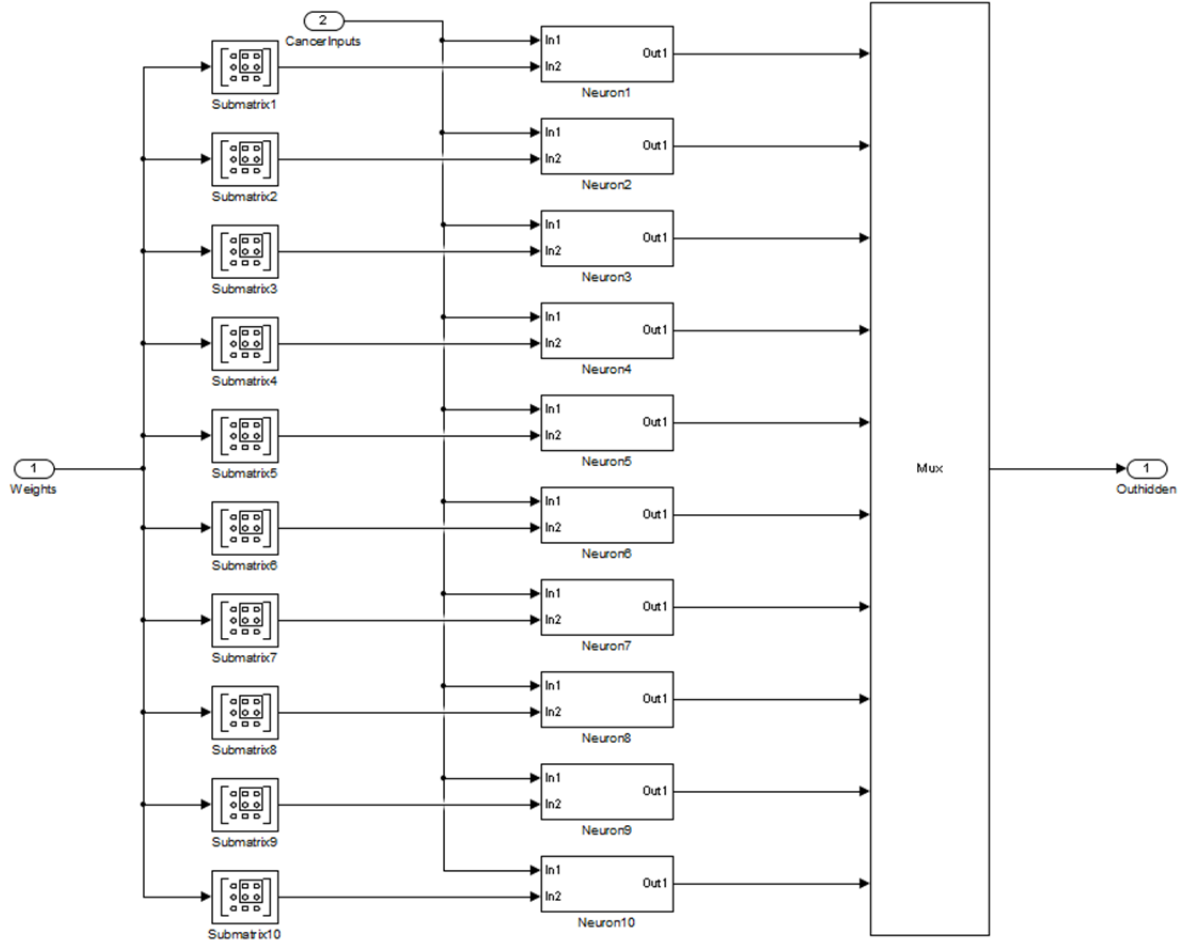 2
CancerInputs
Submatrix1
In1
In2
Out1
Neuron1
Submatrix2
In1
In2
Out1
Neuron2
Submatrix3
In1
In2
Out1
Neuron3
Submatrix4
In1
In2
Out1
Neuron4
Submatrix5
In1
In2
Out1
Neuron5
1
Weights
Mux
1
Outhidden
Submatrix6
In1
In2
Out1
Neuron6
Submatrix7
In1
In2
Out1
Neuron7
Submatrix8
In1
In2
Out1
Neuron8
Submatrix9
In1
In2
Out1
Neuron9
Submatrix10
In1
In2
Out1
Neuron10